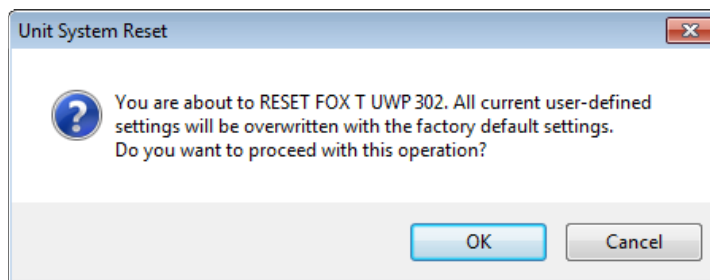 Unit System Reset
You are about to RESET FOX T UWP 302. All current user-defined
settings will be overwritten with the factory default settings.
Do you want to proceed with this operation?
OK
Cancel